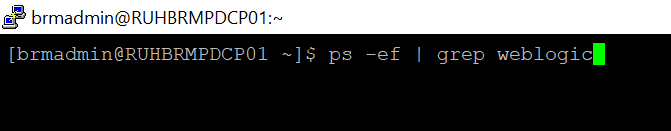 brmadmin@RUHBRMPDCP01:~
[brmadmin@RUHBRMPDCP01 ~]$ ps -ef | grep weblogic